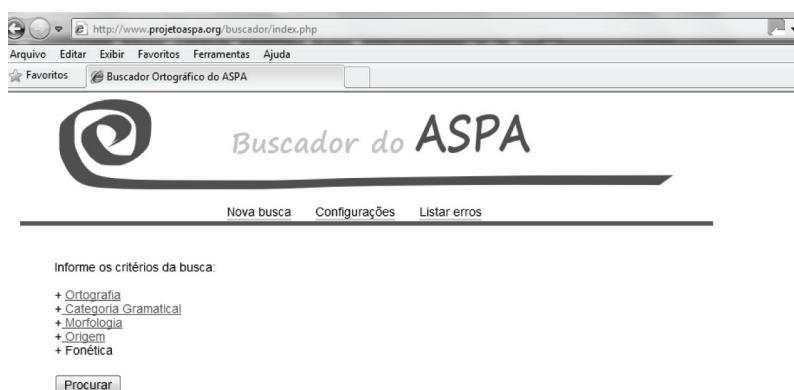 http://www.projetoaspa.org/buscador/index.php
Arquivo Editar Exibir Favoritos Ferramentas Ajuda
Favoritos Buscador Ortográfico do ASPA
Buscador do ASPA
Nova busca Configurações Listar erros
Informe os critérios da busca:
+ Ortografia
+ Categoria Gramatical
+ Morfologia
+ Origem
+ Fonética
Procurar